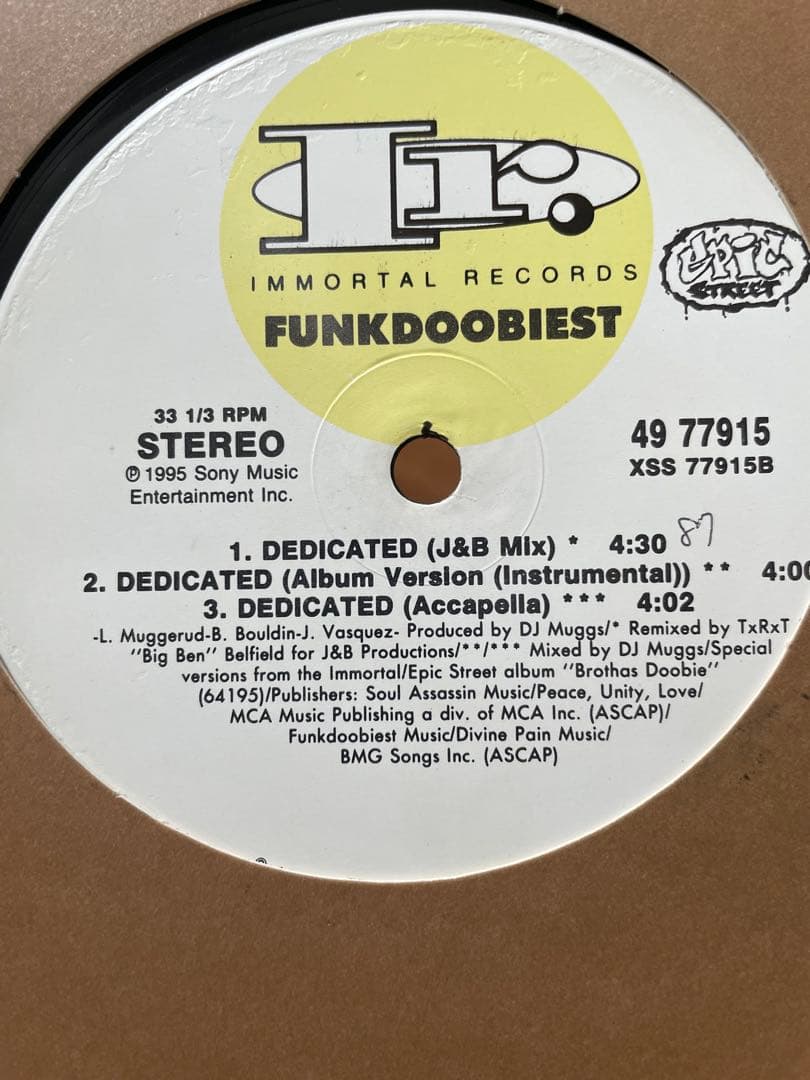 Ir.
IMMORTAL RECORDS
EPIC
STREET
FUNKDOOBIEST
33 1/3 RPM
STEREO
℗ 1995 Sony Music
Entertainment Inc.
49 77915
XSS 77915B
1. DEDICATED (J&B Mix) * 4:30
87
2. DEDICATED (Album Version (Instrumental)) ** 4:00
3. DEDICATED (Accapella) *** 4:02
-L. Muggerud-B. Bouldin-J. Vasquez- Produced by DJ Muggs/* Remixed by TxRxT
"Big Ben" Belfield for J&B Productions/**/*** Mixed by DJ Muggs/Special
versions from the Immortal/Epic Street album "Brothas Doobie"
(64195)/Publishers: Soul Assassin Music/Peace, Unity, Love/
MCA Music Publishing a div. of MCA Inc. (ASCAP)/
Funkdoobiest Music/Divine Pain Music/
BMG Songs Inc. (ASCAP)
®